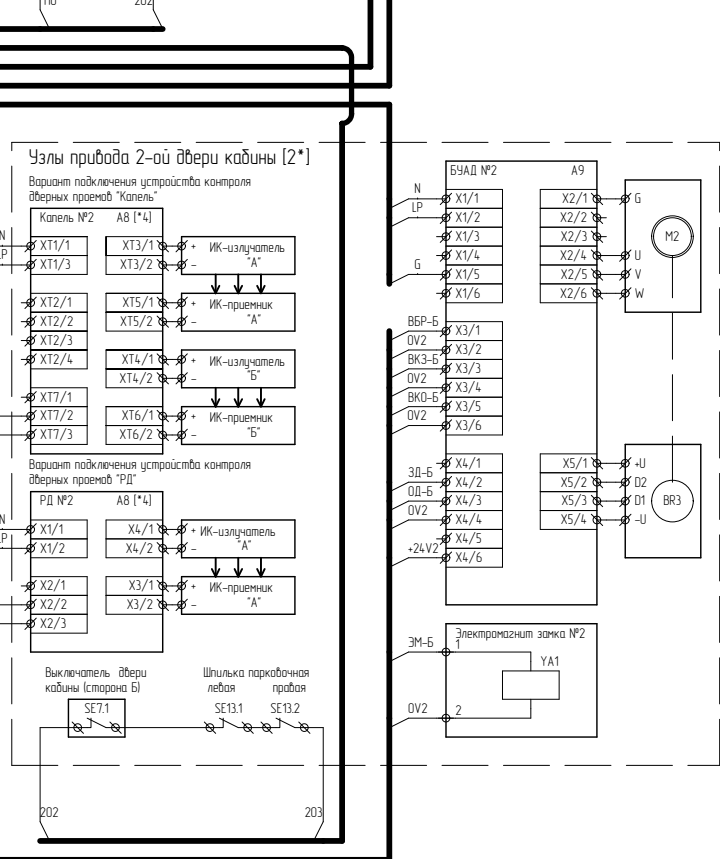 202
Узлы привода 2-ой двери кабины [2*]
Вариант подключения устройства контроля
дверных проемов "Капель"
Капель №2 A8 [*4]
N
LP
XT1/1
XT1/3
XT2/1
XT2/2
XT2/3
XT2/4
XT7/1
XT7/2
XT7/3
XT3/1
XT3/2
XT5/1
XT5/2
XT4/1
XT4/2
XT6/1
XT6/2
+ ИК-излучатель
"А"
–
+ ИК-приемник
"А"
–
+ ИК-излучатель
"Б"
–
+ ИК-приемник
"Б"
–
Вариант подключения устройства контроля
дверных проемов "РД"
РД №2 A8 [*4]
N
LP
X1/1
X1/2
X2/1
X2/2
X2/3
X4/1
X4/2
X3/1
X3/2
+ ИК-излучатель
"А"
–
+ ИК-приемник
"А"
–
Выключатель двери
кабины (сторона Б)
SE7.1
Шпилька парковочная
левая правая
SE13.1 SE13.2
202
203
БУАД №2 A9
N
LP
G
X1/1
X1/2
X1/3
X1/4
X1/5
X1/6
ВБР-Б
0V2
ВКЗ-Б
0V2
ВКО-Б
0V2
X3/1
X3/2
X3/3
X3/4
X3/5
X3/6
ЗД-Б
ОД-Б
0V2
+24V2
X4/1
X4/2
X4/3
X4/4
X4/5
X4/6
X2/1
X2/2
X2/3
X2/4
X2/5
X2/6
G
U
V
W
M2
X5/1
X5/2
X5/3
X5/4
+U
D2
D1
-U
BR3
Электромагнит замка №2
ЭМ-Б
1
YA1
0V2
2